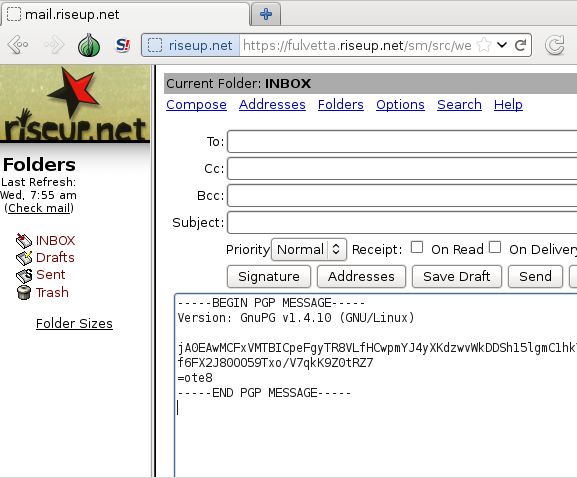 mail.riseup.net
riseup.net https://fulvetta.riseup.net/sm/src/we
riseup.net
Folders
Last Refresh:
Wed, 7:55 am
(Check mail)
INBOX
Drafts
Sent
Trash
Folder Sizes
Current Folder: INBOX
Compose Addresses Folders Options Search Help
To:
Cc:
Bcc:
Subject:
Priority Normal Receipt: On Read On Delivery
Signature Addresses Save Draft Send
-----BEGIN PGP MESSAGE-----
Version: GnuPG v1.4.10 (GNU/Linux)
jA0EAwMCFxVMTBICpeFgyTR8VLfHCwpmYJ4yXKdzwvWkDDSh15lgmC1hk
f6FX2J80OO59Txo/V7qkK9Z0tRZ7
=ote8
-----END PGP MESSAGE-----